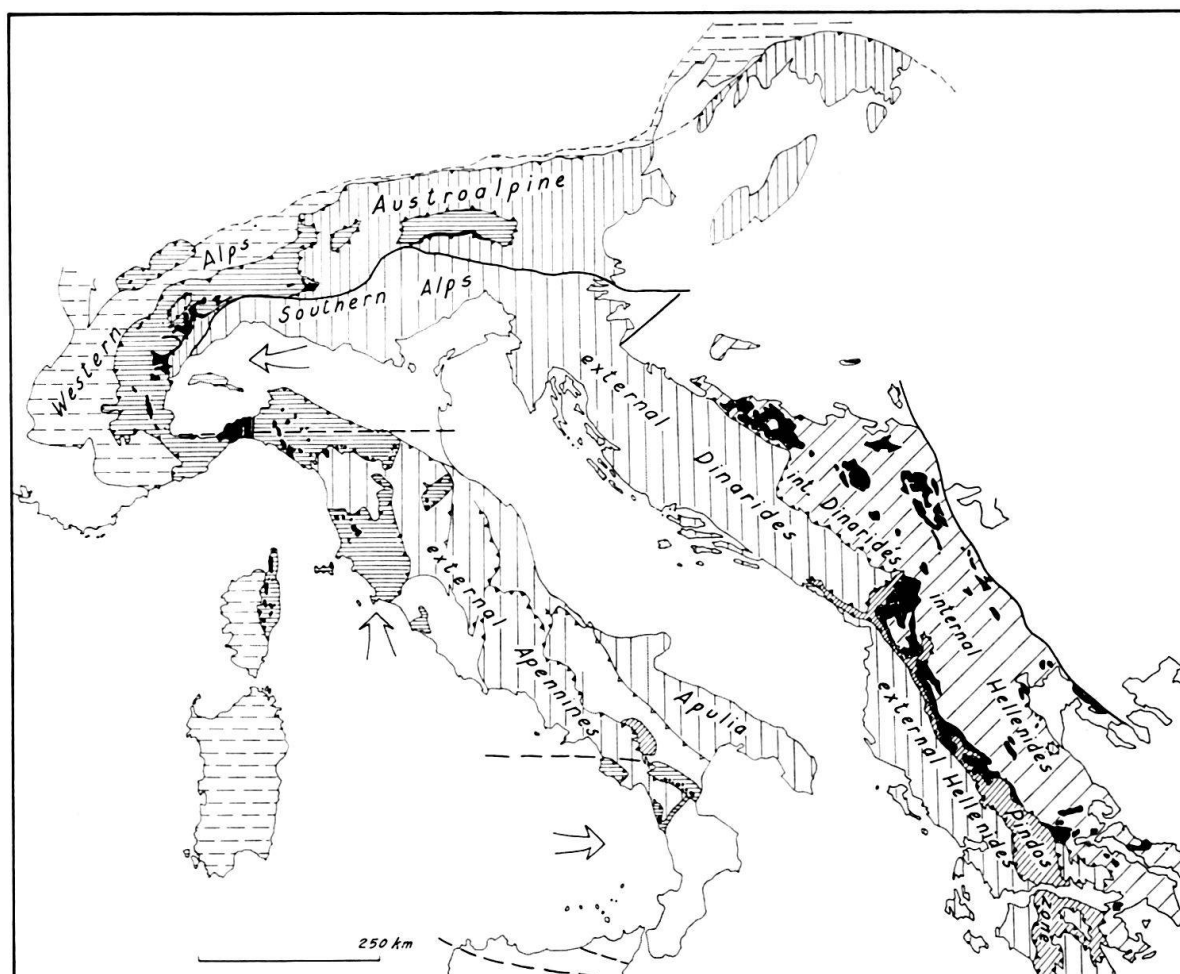 Austroalpine
Alps
Southern Alps
Western
external
Dinarides
int. Dinarides
external
Apennines
internal
Hellenides
Apulia
external Hellenides
Pindos
Zone
250 km